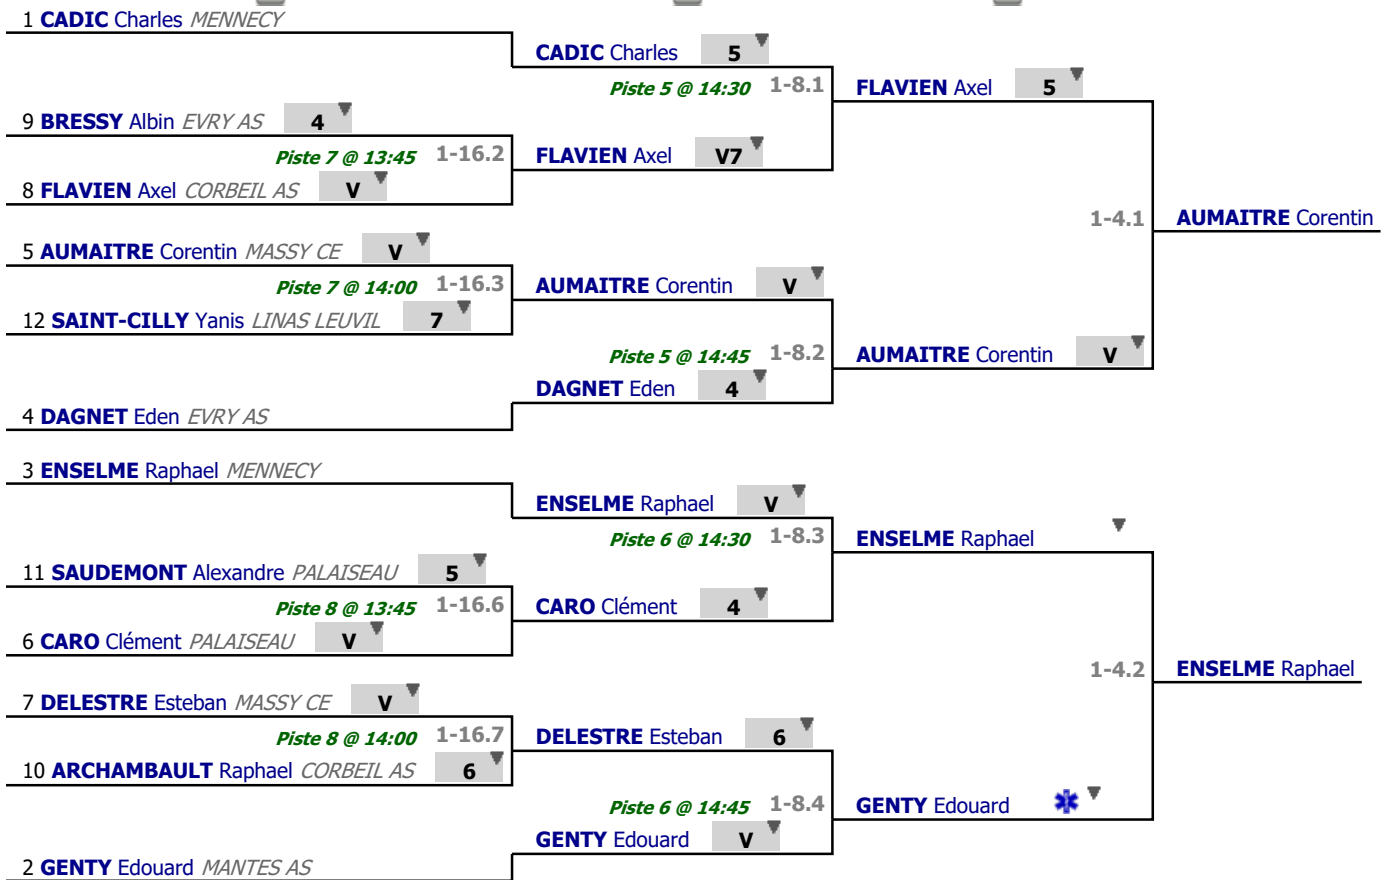 1 CADIC Charles MENNECY
CADIC Charles 5
Piste 5 @ 14:30 1-8.1
FLAVIEN Axel 5
9 BRESSY Albin EVRY AS 4
Piste 7 @ 13:45 1-16.2
FLAVIEN Axel V7
8 FLAVIEN Axel CORBEIL AS V
1-4.1
AUMAITRE Corentin
5 AUMAITRE Corentin MASSY CE V
Piste 7 @ 14:00 1-16.3
AUMAITRE Corentin V
12 SAINT-CILLY Yanis LINAS LEUVIL 7
Piste 5 @ 14:45 1-8.2
AUMAITRE Corentin V
DAGNET Eden 4
4 DAGNET Eden EVRY AS
3 ENSELME Raphael MENNECY
ENSELME Raphael V
Piste 6 @ 14:30 1-8.3
ENSELME Raphael
11 SAUDEMONT Alexandre PALAISEAU 5
Piste 8 @ 13:45 1-16.6
CARO Clément 4
6 CARO Clément PALAISEAU V
1-4.2
ENSELME Raphael
7 DELESTRE Esteban MASSY CE V
Piste 8 @ 14:00 1-16.7
DELESTRE Esteban 6
10 ARCHAMBAULT Raphael CORBEIL AS 6
Piste 6 @ 14:45 1-8.4
GENTY Edouard
GENTY Edouard V
2 GENTY Edouard MANTES AS